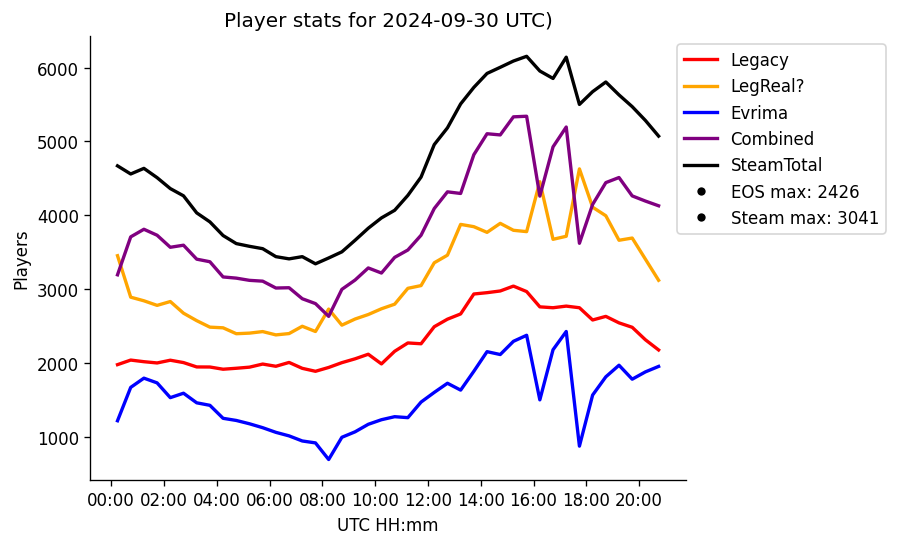 Player stats for 2024-09-30 UTC)
Legacy
LegReal?
Evrima
Combined
SteamTotal
EOS max: 2426
Steam max: 3041
Players
6000
5000
4000
3000
2000
1000
00:00 02:00 04:00 06:00 08:00 10:00 12:00 14:00 16:00 18:00 20:00
UTC HH:mm